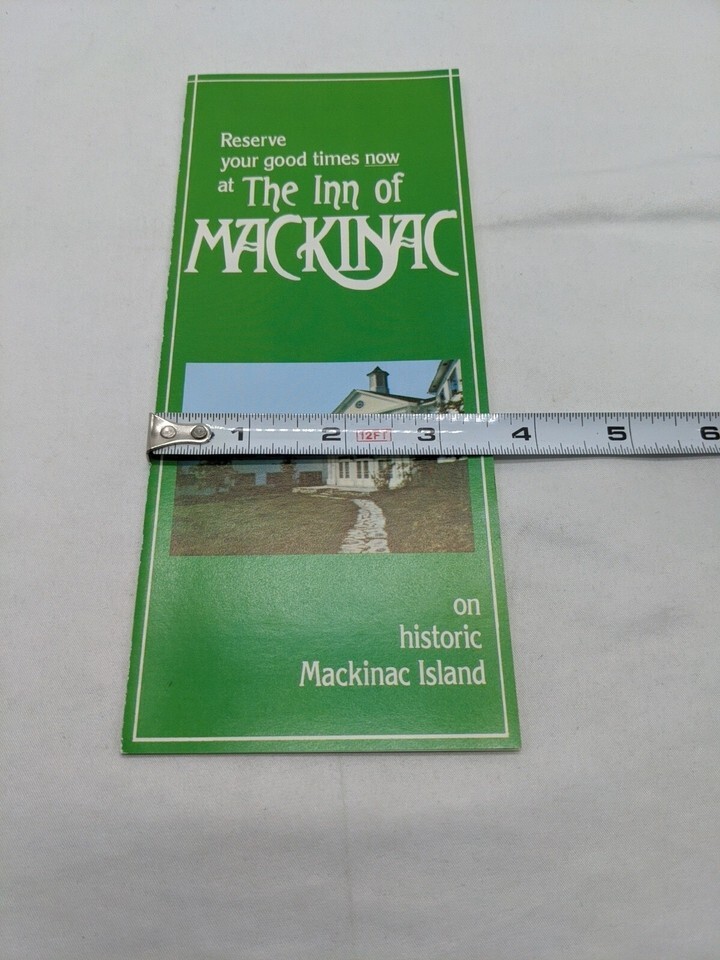 Reserve
your good times now
at The Inn of
MACKINAC
1 2 12FT 3 4 5 6
on
historic
Mackinac Island